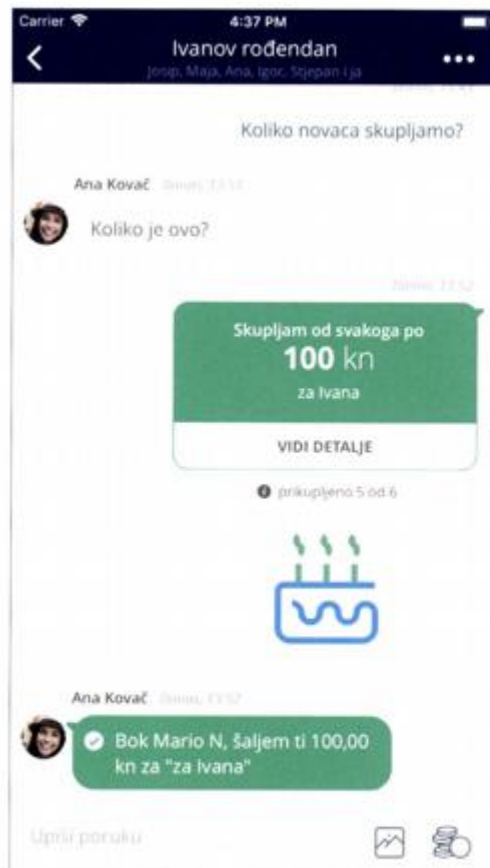 Carrier
4:37 PM
Ivanov rođendan
Josip, Maja, Ana, Igor, Stjepan i ja
Koliko novaca skupljamo?
Ana Kovač
Koliko je ovo?
Skupljam od svakoga po
100 kn
za Ivana
VIDI DETALJE
prikupljeno 5 od 6
Ana Kovač
Bok Mario N, šaljem ti 100,00
kn za "za Ivana"
Upiši poruku